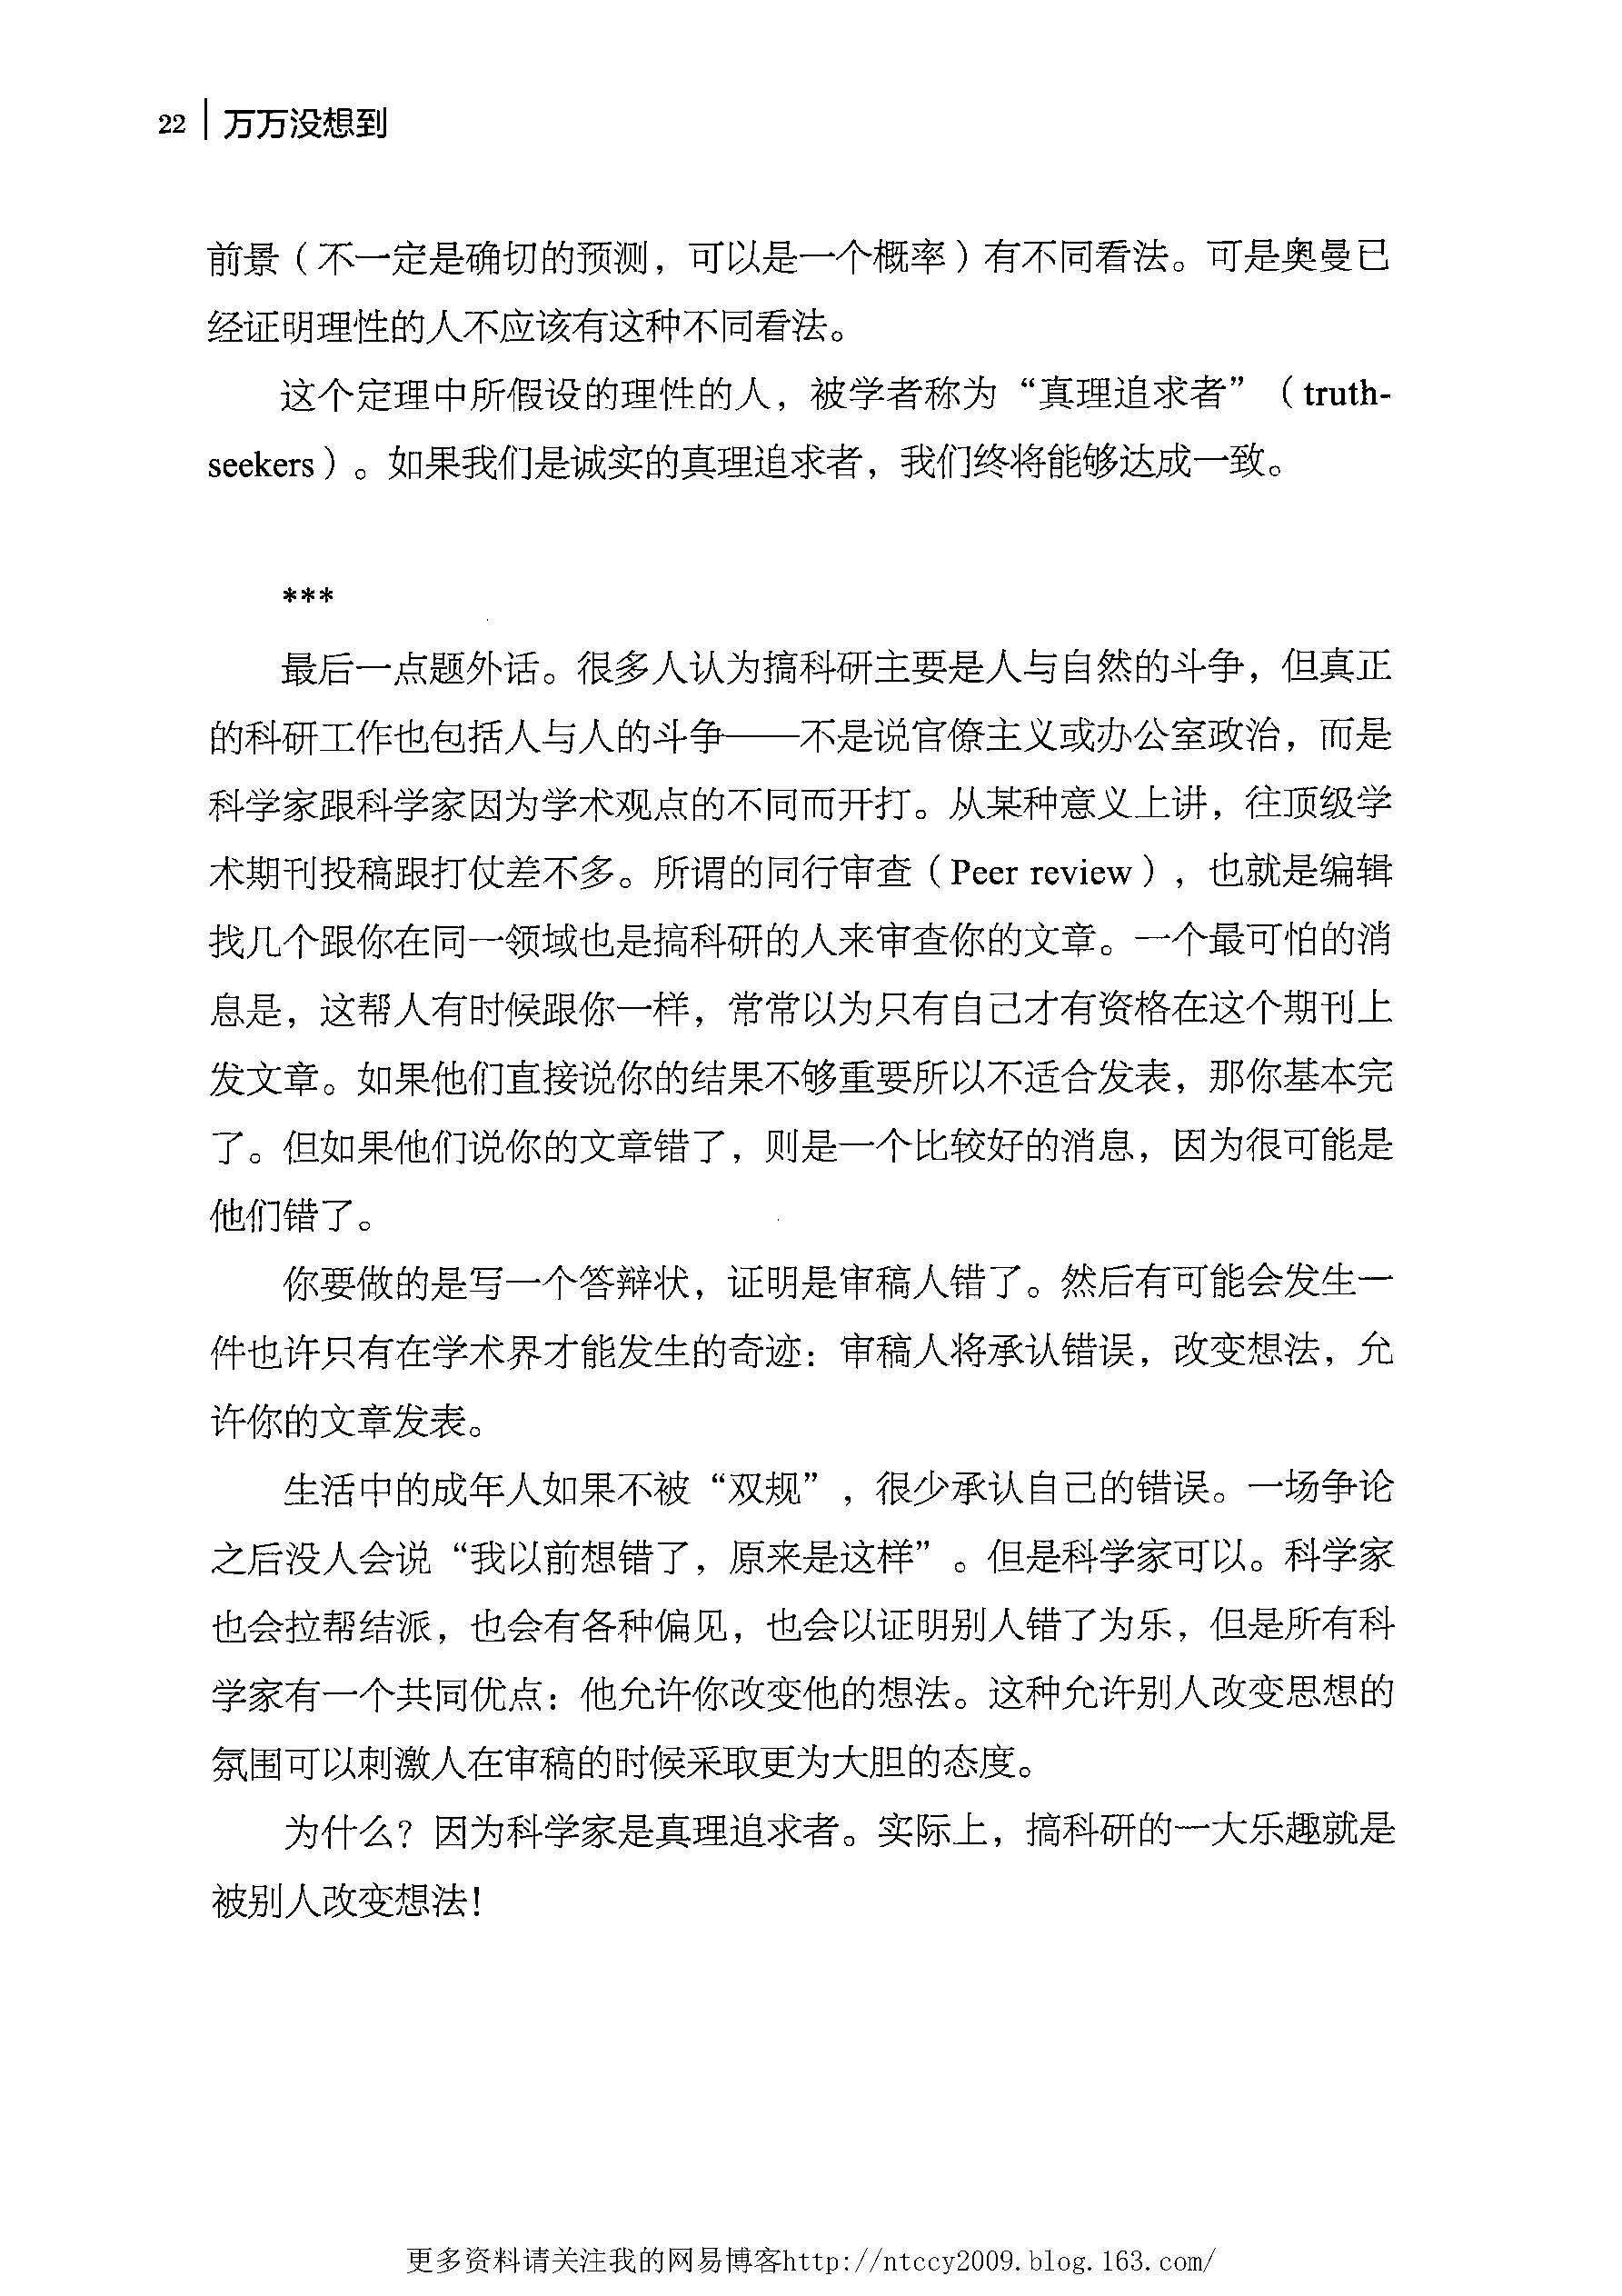 22 | 万万没想到
前景（不一定是确切的预测，可以是一个概率）有不同看法。可是奥曼已
经证明理性的人不应该有这种不同看法。
这个定理中所假设的理性的人，被学者称为“真理追求者”（truth-
seekers）。如果我们是诚实的真理追求者，我们终将能够达成一致。
***
最后一点题外话。很多人认为搞科研主要是人与自然的斗争，但真正
的科研工作也包括人与人的斗争——不是说官僚主义或办公室政治，而是
科学家跟科学家因为学术观点的不同而开打。从某种意义上讲，往顶级学
术期刊投稿跟打仗差不多。所谓的同行审查（Peer review），也就是编辑
找几个跟你在同一领域也是搞科研的人来审查你的文章。一个最可怕的消
息是，这帮人有时候跟你一样，常常以为只有自己才有资格在这个期刊上
发文章。如果他们直接说你的结果不够重要所以不适合发表，那你基本完
了。但如果他们说你的文章错了，则是一个比较好的消息，因为很可能是
他们错了。
你要做的是写一个答辩状，证明是审稿人错了。然后有可能会发生一
件也许只有在学术界才能发生的奇迹：审稿人将承认错误，改变想法，允
许你的文章发表。
生活中的成年人如果不被“双规”，很少承认自己的错误。一场争论
之后没人会说“我以前想错了，原来是这样”。但是科学家可以。科学家
也会拉帮结派，也会有各种偏见，也会以证明别人错了为乐，但是所有科
学家有一个共同优点：他允许你改变他的想法。这种允许别人改变思想的
氛围可以刺激人在审稿的时候采取更为大胆的态度。
为什么？因为科学家是真理追求者。实际上，搞科研的一大乐趣就是
被别人改变想法！
更多资料请关注我的网易博客http://ntccy2009.blog.163.com/